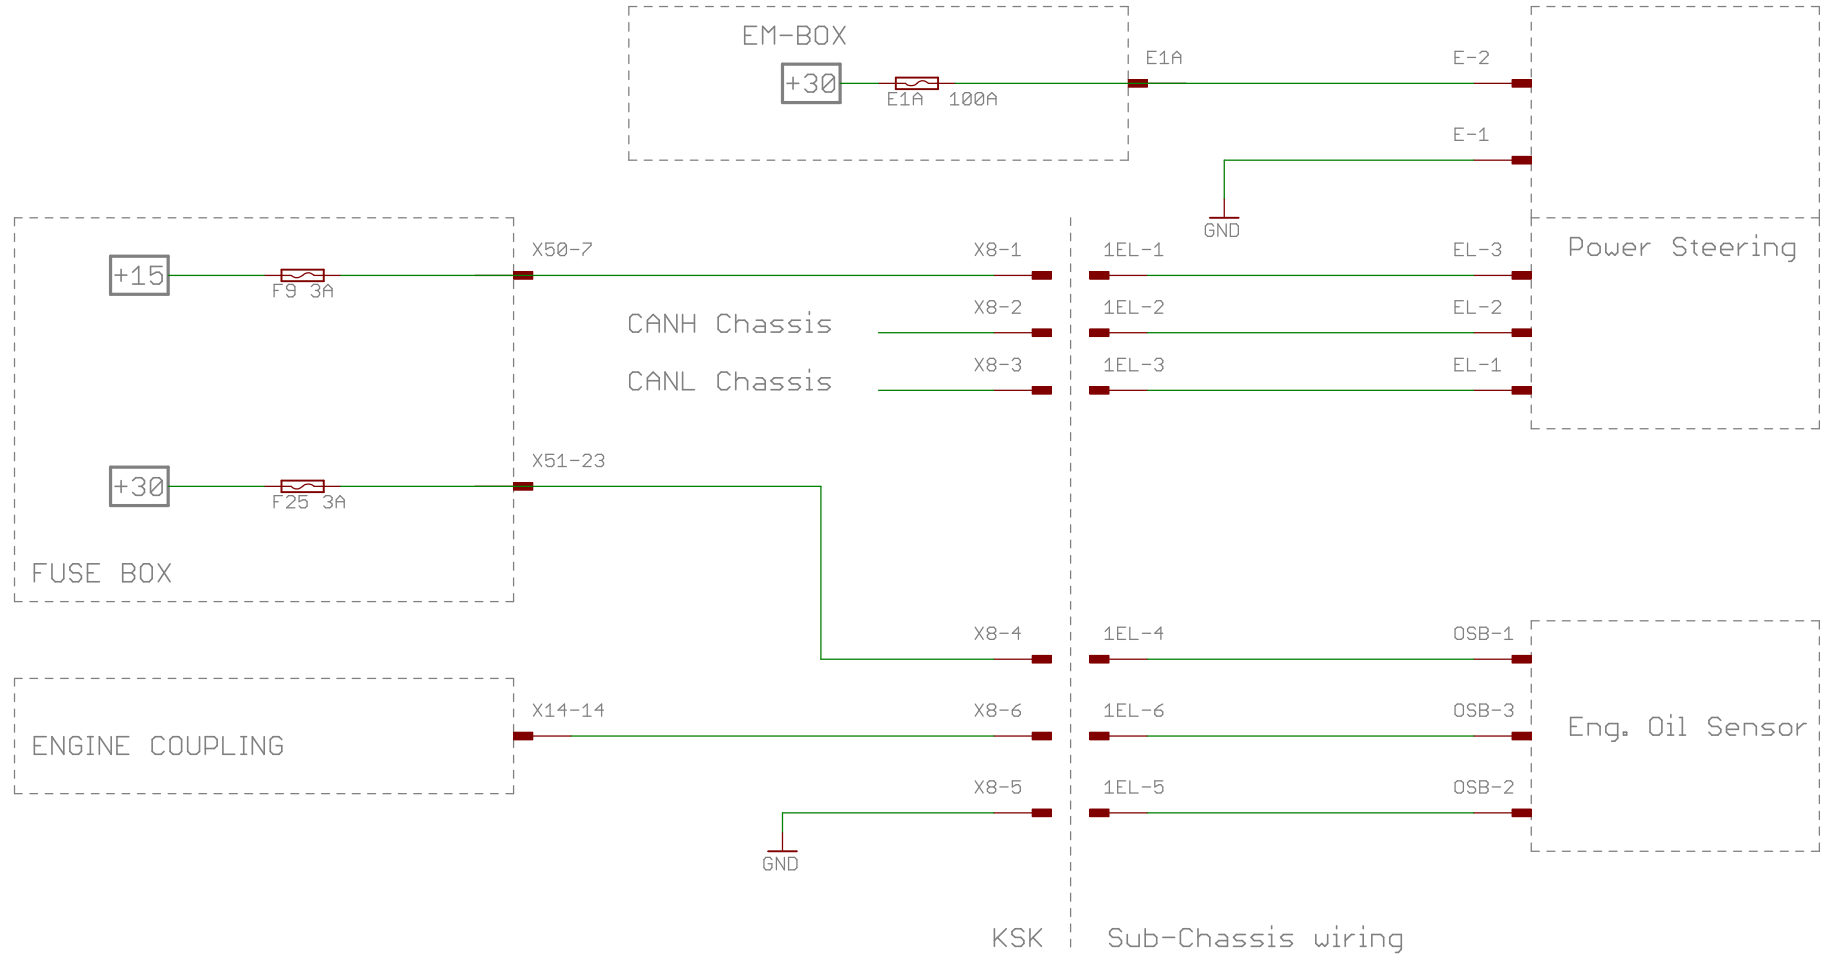 EM-BOX
+30
E1A 100A
E1A
E-2
E-1
GND
Power Steering
+15
F9 3A
X50-7
X8-1
1EL-1
EL-3
CANH Chassis
X8-2
1EL-2
EL-2
CANL Chassis
X8-3
1EL-3
EL-1
+30
F25 3A
X51-23
FUSE BOX
X8-4
1EL-4
OSB-1
ENGINE COUPLING
X14-14
X8-6
1EL-6
OSB-3
Eng. Oil Sensor
X8-5
1EL-5
OSB-2
GND
KSK
Sub-Chassis wiring